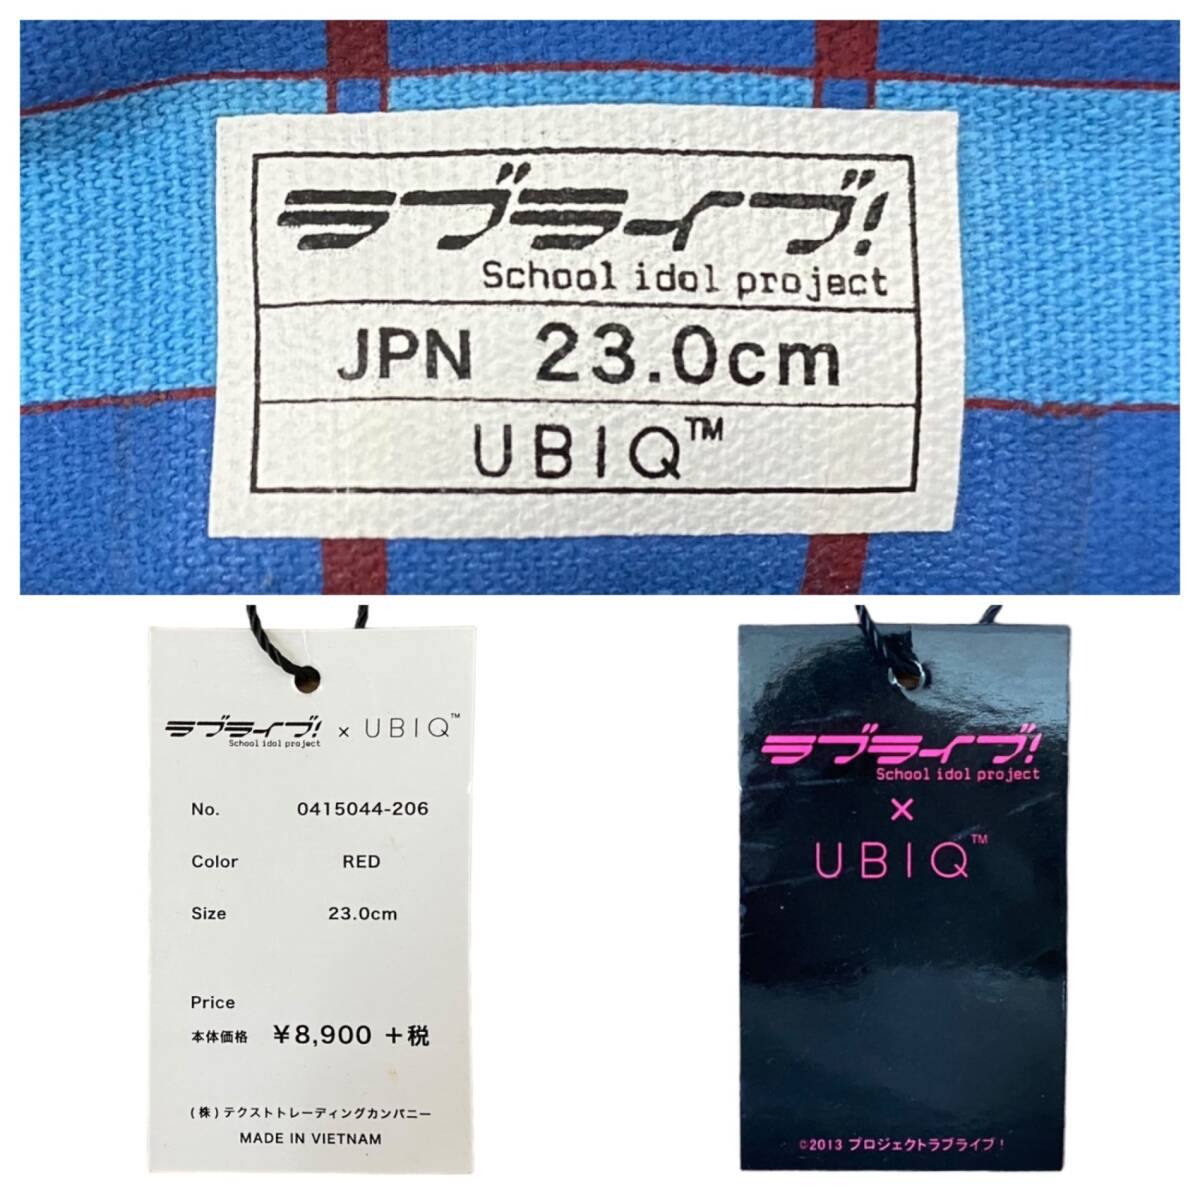 ラブライブ!
School idol project
JPN 23.0cm
UBIQ™
ラブライブ! × UBIQ™
School idol project
No. 0415044-206
Color RED
Size 23.0cm
Price
本体価格 ¥8,900 +税
(株)テクストトレーディングカンパニー
MADE IN VIETNAM
ラブライブ!
School idol project
×
UBIQ™
©2013 プロジェクトラブライブ!